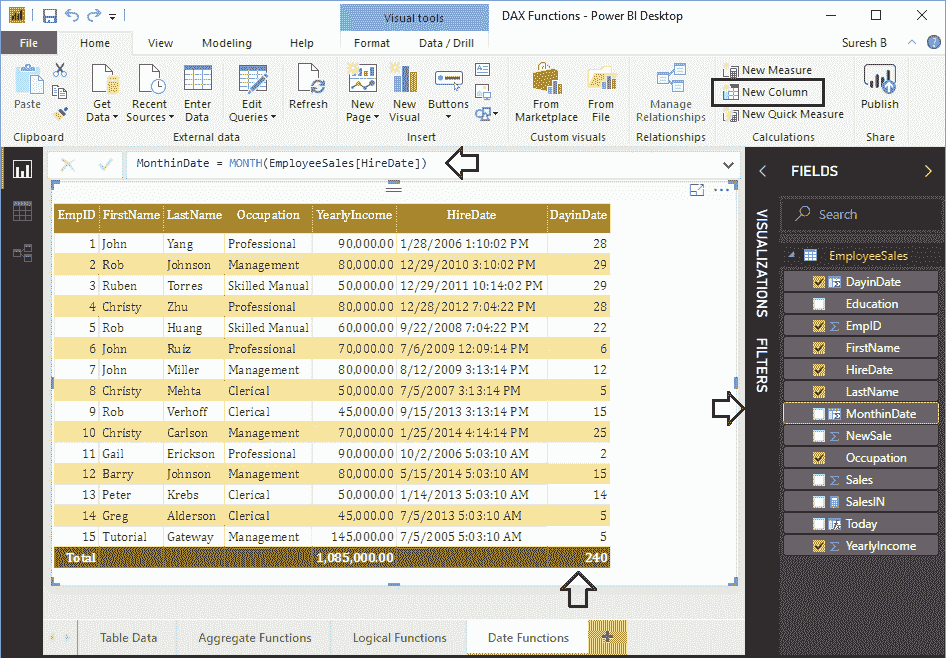 Visual tools
DAX Functions - Power BI Desktop
File Home View Modeling Help Format Data / Drill Suresh B
Paste
Clipboard
Get Data
Recent Sources
Enter Data
Edit Queries
External data
Refresh
New Page
New Visual
Buttons
Insert
From Marketplace
From File
Custom visuals
Manage Relationships
Relationships
New Measure
New Column
New Quick Measure
Calculations
Publish
Share
MonthinDate = MONTH(EmployeeSales[HireDate])
EmpID FirstName LastName Occupation YearlyIncome HireDate DayinDate
1 John Yang Professional 90,000.00 1/28/2006 1:10:02 PM 28
2 Rob Johnson Management 80,000.00 12/29/2010 3:10:02 PM 29
3 Ruben Torres Skilled Manual 50,000.00 12/29/2011 10:14:02 PM 29
4 Christy Zhu Professional 80,000.00 12/28/2012 7:04:22 PM 28
5 Rob Huang Skilled Manual 60,000.00 9/22/2008 7:04:22 PM 22
6 John Ruiz Professional 70,000.00 7/6/2009 12:09:14 PM 6
7 John Miller Management 80,000.00 8/12/2009 3:13:14 PM 12
8 Christy Mehta Clerical 50,000.00 7/5/2007 3:13:14 PM 5
9 Rob Verhoff Clerical 45,000.00 9/15/2013 3:13:14 PM 15
10 Christy Carlson Management 70,000.00 1/25/2014 4:14:14 PM 25
11 Gail Erickson Professional 90,000.00 10/2/2006 5:03:10 AM 2
12 Barry Johnson Management 80,000.00 5/15/2014 5:03:10 AM 15
13 Peter Krebs Clerical 50,000.00 1/14/2013 5:03:10 AM 14
14 Greg Alderson Clerical 45,000.00 7/5/2013 5:03:10 AM 5
15 Tutorial Gateway Management 145,000.00 7/5/2005 5:03:10 AM 5
Total 1,085,000.00 240
VISUALIZATIONS
FILTERS
FIELDS
Search
EmployeeSales
DayinDate
Education
EmpID
FirstName
HireDate
LastName
MonthinDate
NewSale
Occupation
Sales
SalesIN
Today
YearlyIncome
Table Data Aggregate Functions Logical Functions Date Functions +